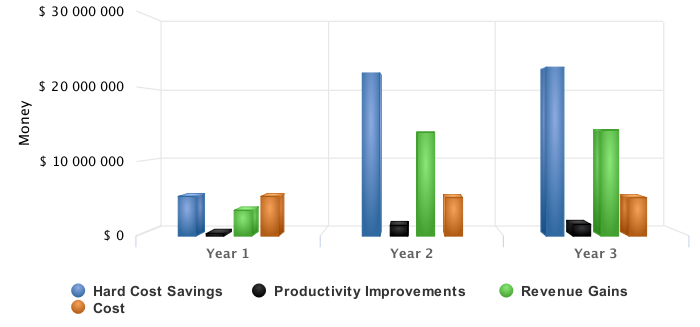 $ 30 000 000
$ 20 000 000
Money
$ 10 000 000
$ 0
Year 1 Year 2 Year 3
Hard Cost Savings Productivity Improvements Revenue Gains
Cost